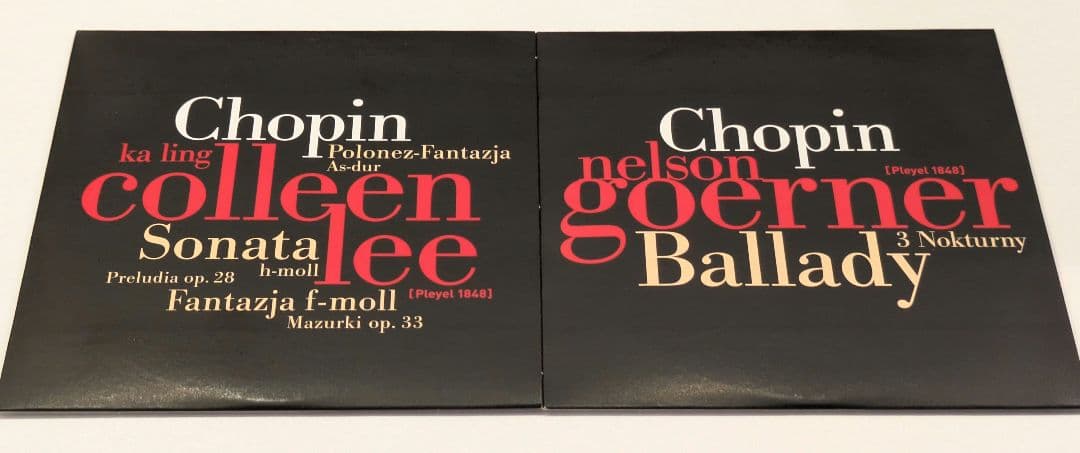 Chopin
ka ling
Polonez-Fantazja
As-dur
colleen
lee
Sonata
h-moll
Preludia op. 28
Fantazja f-moll
[Pleyel 1848]
Mazurki op. 33
Chopin
nelson
[Pleyel 1848]
goerner
3 Nokturny
Ballady